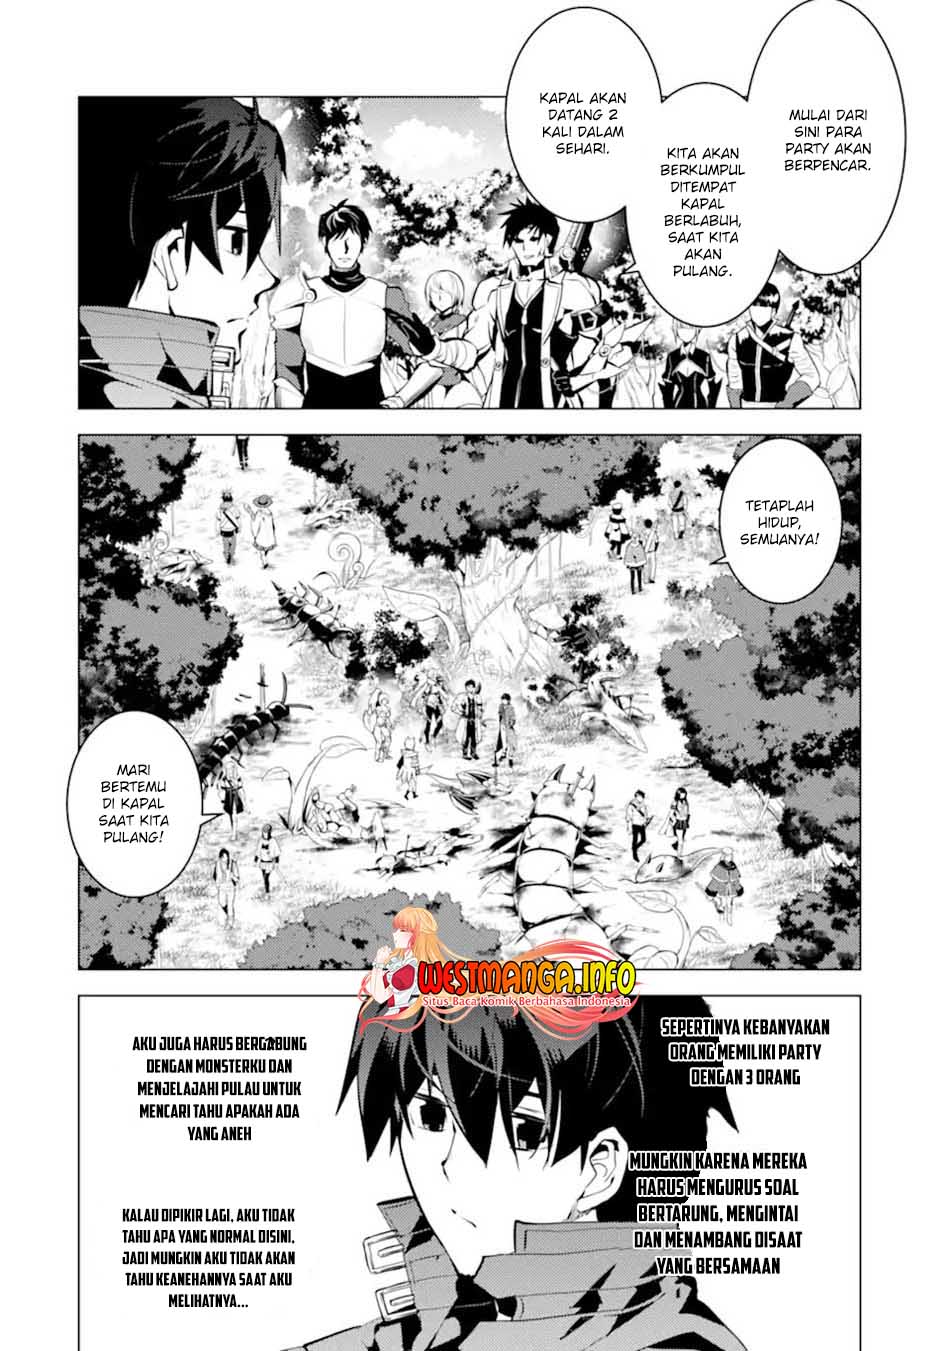 MULAI DARI
SINI PARA
PARTY AKAN
BERPENCAR.
KITA AKAN
BERKUMPUL
DITEMPAT
KAPAL
BERLABUH,
SAAT KITA
AKAN
PULANG.
KAPAL AKAN
DATANG 2
KALI DALAM
SEHARI.
TETAPLAH
HIDUP,
SEMUANYA!
MARI
BERTEMU
DI KAPAL
SAAT KITA
PULANG!
WESTMANGA.INFO
Situs Baca Komik Berbahasa Indonesia
SEPERTINYA KEBANYAKAN
ORANG MEMILIKI PARTY
DENGAN 3 ORANG
MUNGKIN KARENA MEREKA
HARUS MENGURUS SOAL
BERTARUNG, MENGINTAI
DAN MENAMBANG DISAAT
YANG BERSAMAAN
AKU JUGA HARUS BERGABUNG
DENGAN MONSTERKU DAN
MENJELAJAHI PULAU UNTUK
MENCARI TAHU APAKAH ADA
YANG ANEH
KALAU DIPIKIR LAGI, AKU TIDAK
TAHU APA YANG NORMAL DISINI,
JADI MUNGKIN AKU TIDAK AKAN
TAHU KEANEHANNYA SAAT AKU
MELIHATNYA...